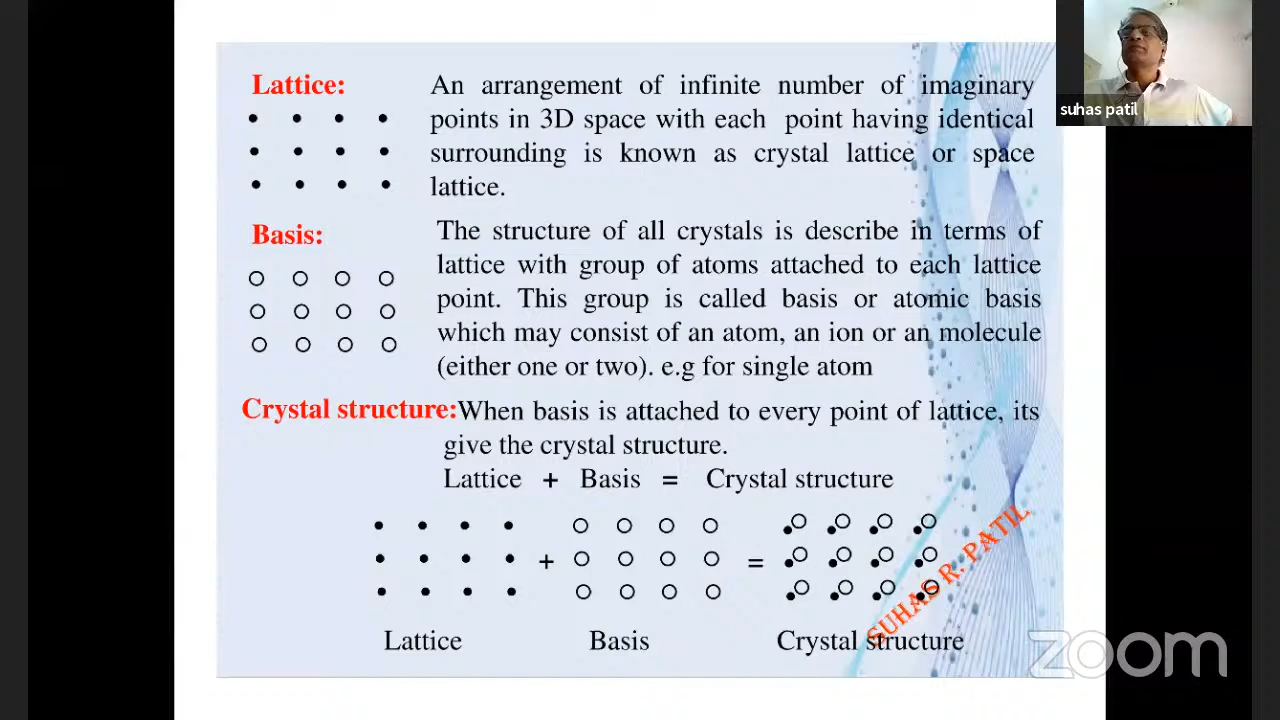 Lattice:
An arrangement of infinite number of imaginary
points in 3D space with each point having identical
surrounding is known as crystal lattice or space
lattice.
Basis:
The structure of all crystals is describe in terms of
lattice with group of atoms attached to each lattice
point. This group is called basis or atomic basis
which may consist of an atom, an ion or an molecule
(either one or two). e.g for single atom
Crystal structure: When basis is attached to every point of lattice, its
give the crystal structure.
Lattice + Basis = Crystal structure
+ =
Lattice Basis Crystal structure
SUHAS R. PATIL
suhas patil
zoom